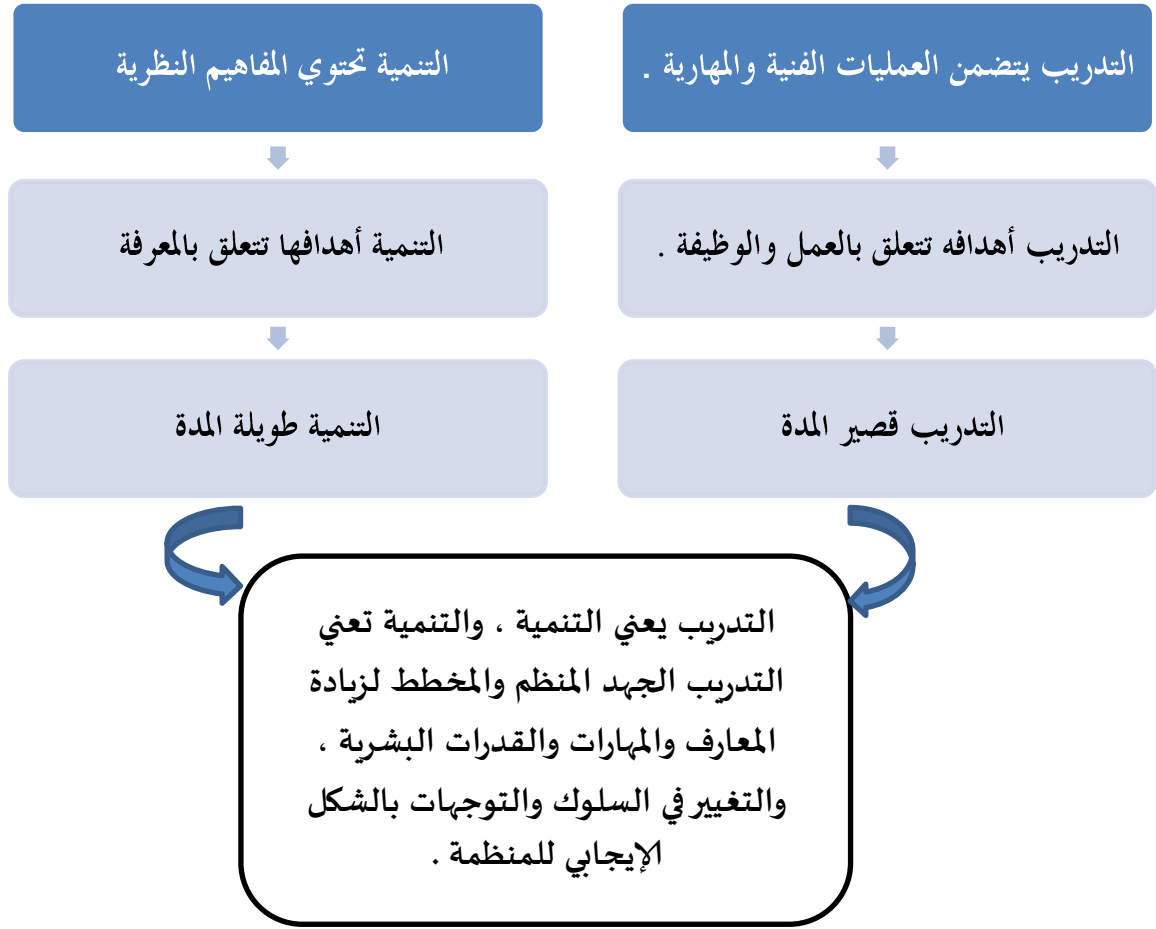 التدريب يتضمن العمليات الفنية والمهارية .
التنمية تحتوي المفاهيم النظرية
التدريب أهدافه تتعلق بالعمل والوظيفة .
التنمية أهدافها تتعلق بالمعرفة
التدريب قصير المدة
التنمية طويلة المدة
التدريب يعني التنمية ، والتنمية تعني
التدريب الجهد المنظم والمخطط لزيادة
المعارف والمهارات والقدرات البشرية ،
والتغيير في السلوك والتوجهات بالشكل
الإيجابي للمنظمة .